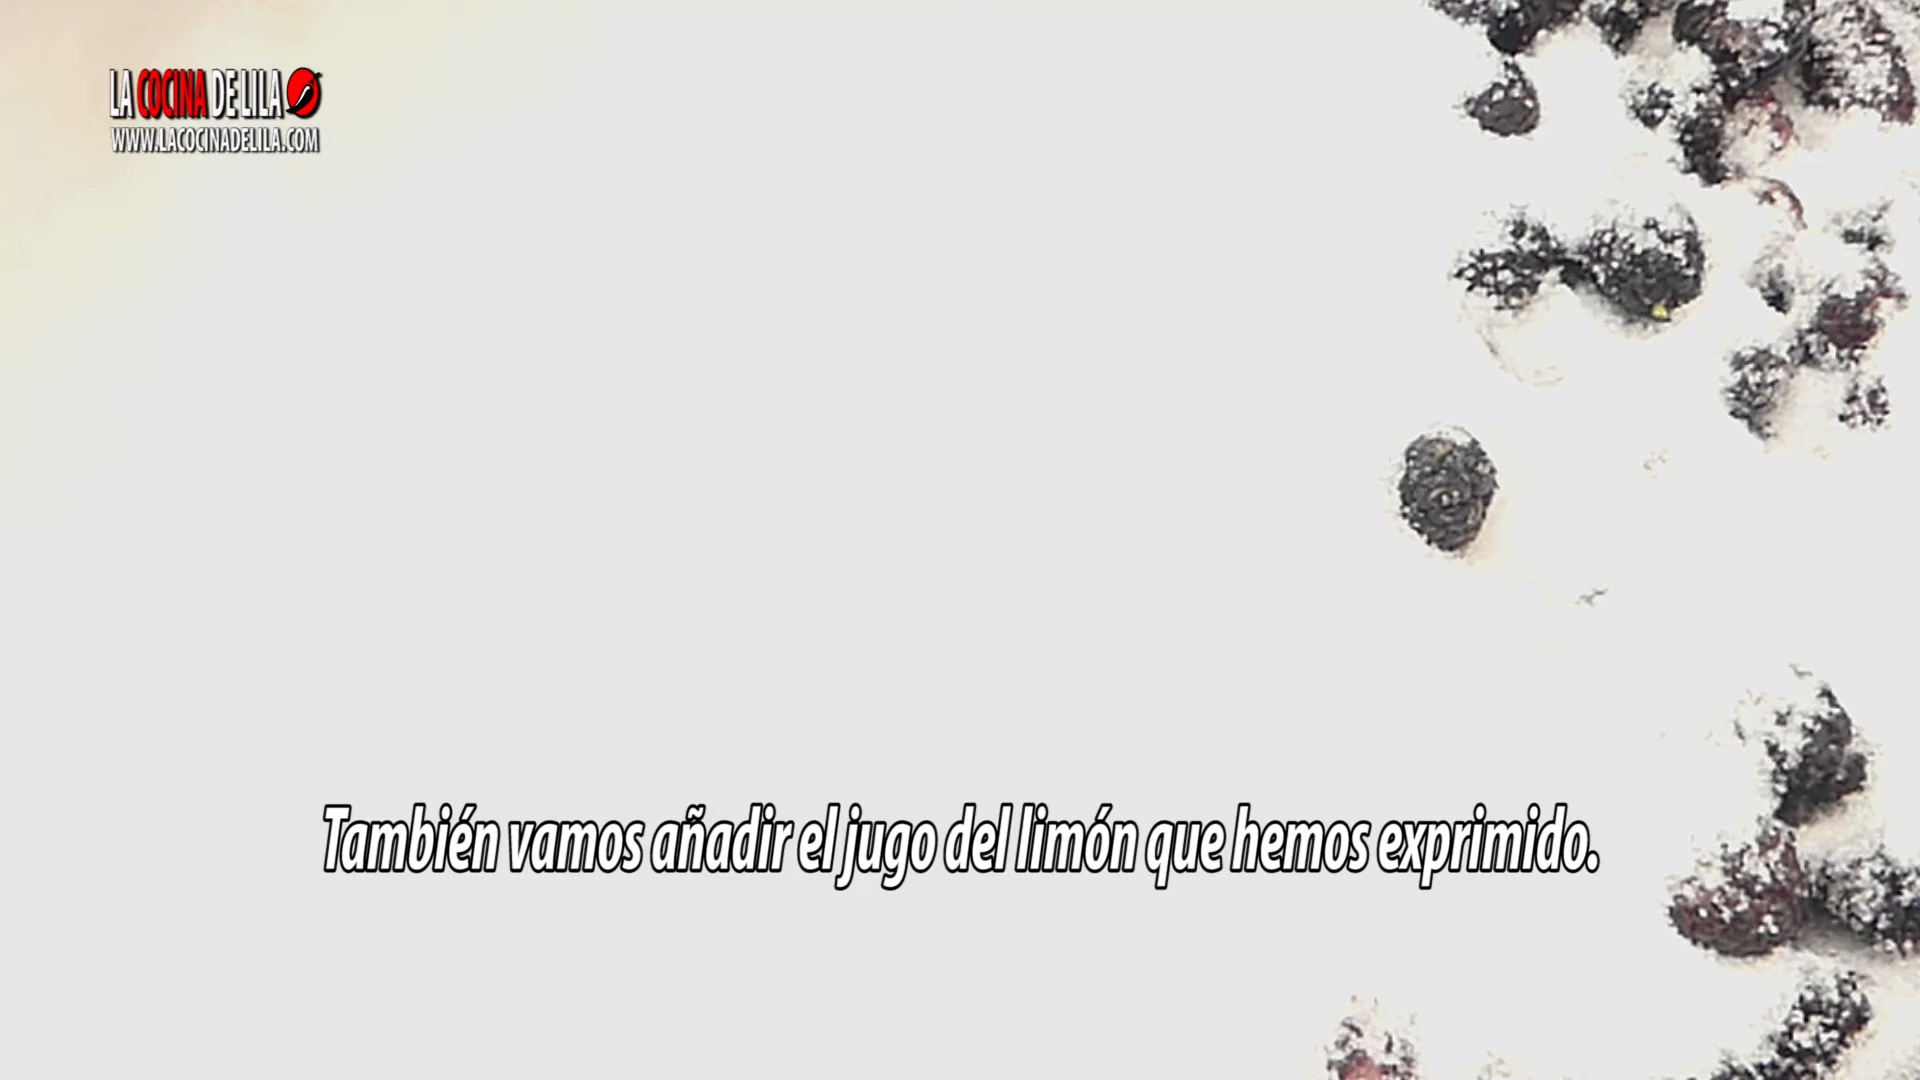 LA COCINA DE LILA
WWW.LACOCINADELILA.COM
También vamos añadir el jugo del limón que hemos exprimido.